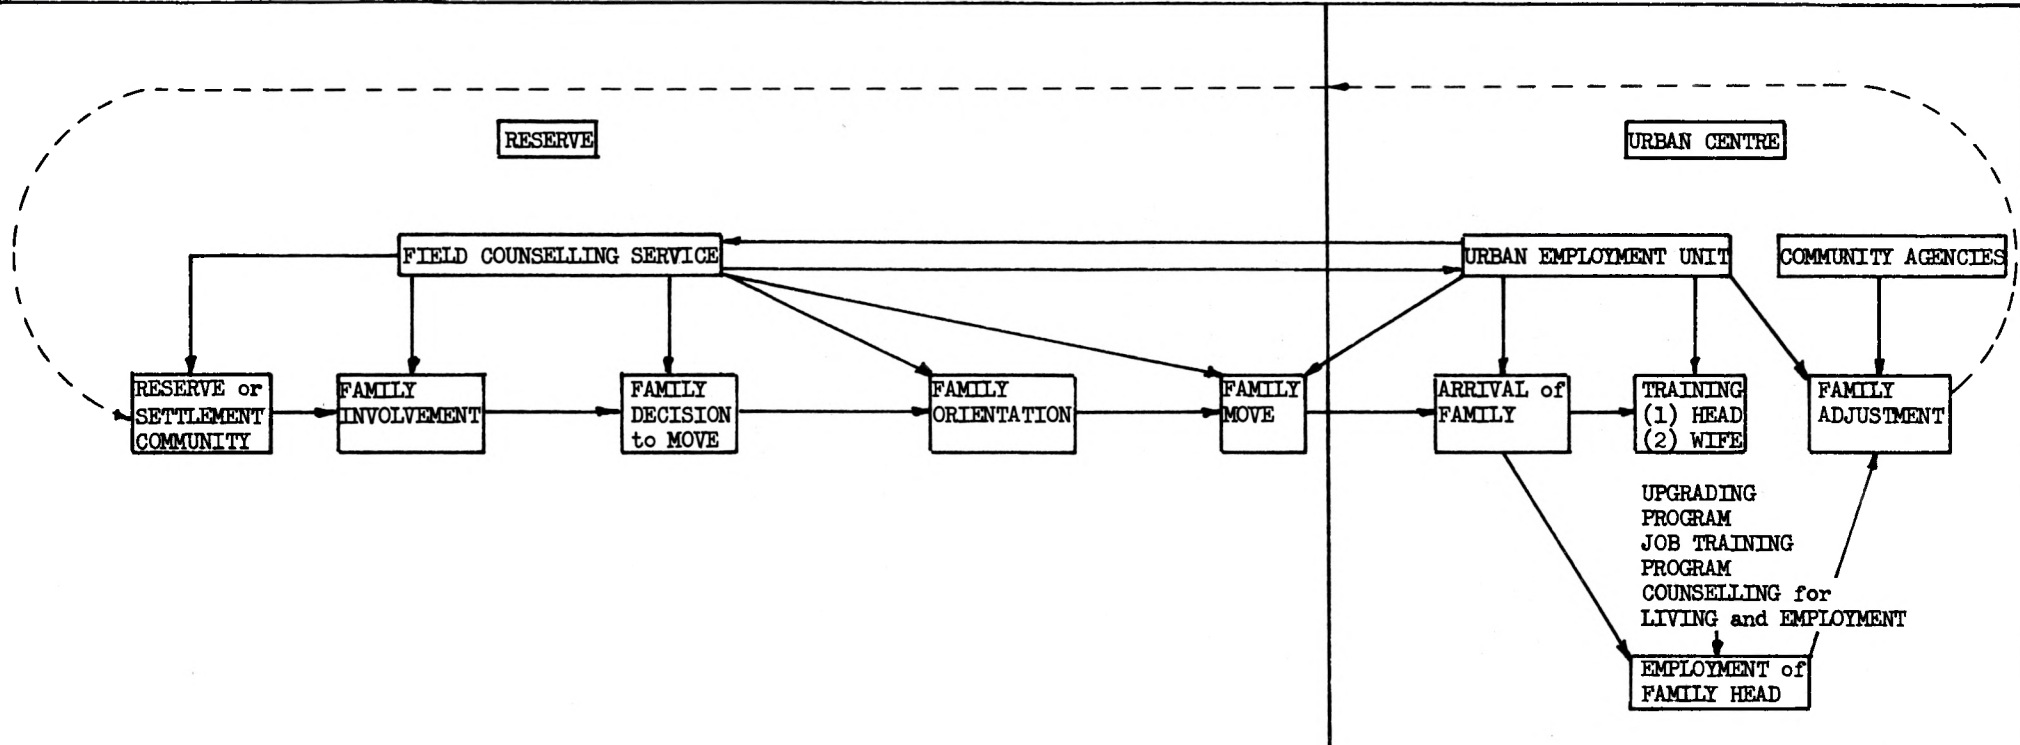 RESERVE
URBAN CENTRE
FIELD COUNSELLING SERVICE
URBAN EMPLOYMENT UNIT
COMMUNITY AGENCIES
RESERVE or
SETTLEMENT
COMMUNITY
FAMILY
INVOLVEMENT
FAMILY
DECISION
to MOVE
FAMILY
ORIENTATION
FAMILY
MOVE
ARRIVAL of
FAMILY
TRAINING
(1) HEAD
(2) WIFE
FAMILY
ADJUSTMENT
UPGRADING
PROGRAM
JOB TRAINING
PROGRAM
COUNSELLING for
LIVING and EMPLOYMENT
EMPLOYMENT of
FAMILY HEAD